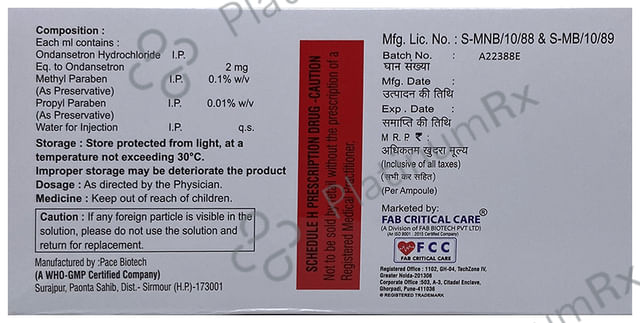 Composition :
Each ml contains :
Ondansetron Hydrochloride I.P.
Eq. to Ondansetron 2 mg
Methyl Paraben I.P. 0.1% w/v
(As Preservative)
Propyl Paraben I.P. 0.01% w/v
(As Preservative)
Water for Injection I.P. q.s.
Storage : Store protected from light, at a
temperature not exceeding 30°C.
Improper storage may be deteriorate the product
Dosage : As directed by the Physician.
Medicine : Keep out of reach of children.
Caution : If any foreign particle is visible in the
solution, please do not use the solution and
return for replacement.
Manufactured by :Pace Biotech
(A WHO-GMP Certified Company)
Surajpur, Paonta Sahib, Dist.- Sirmour (H.P.)-173001
SCHEDULE H PRESCRIPTION DRUG -CAUTION
Not to be sold by retail without the prescription of a
Registered Medical Practitioner.
Mfg. Lic. No. : S-MNB/10/88 & S-MB/10/89
Batch No. : A22388E
घान संख्या
Mfg. Date :
उत्पादन की तिथि
Exp. Date :
समाप्ति की तिथि
M R P ₹ :
अधिकतम खुदरा मूल्य
(Inclusive of all taxes)
(सभी कर सहित)
(Per Ampoule)
Marketed by:
FAB CRITICAL CARE®
(A Division of FAB BIOTECH PVT LTD)
(An ISO 9001 : 2015 Certified Company)
FCC
FAB CRITICAL CARE
Registered Office : 1102, GH-04, TechZone IV,
Greater Noida-201306
Corporate Office :503, A-3, Citadel Enclave,
Ghorpadi, Pune-411036
® REGISTERED TRADEMARK
PlatinumRx
PlatinumRx